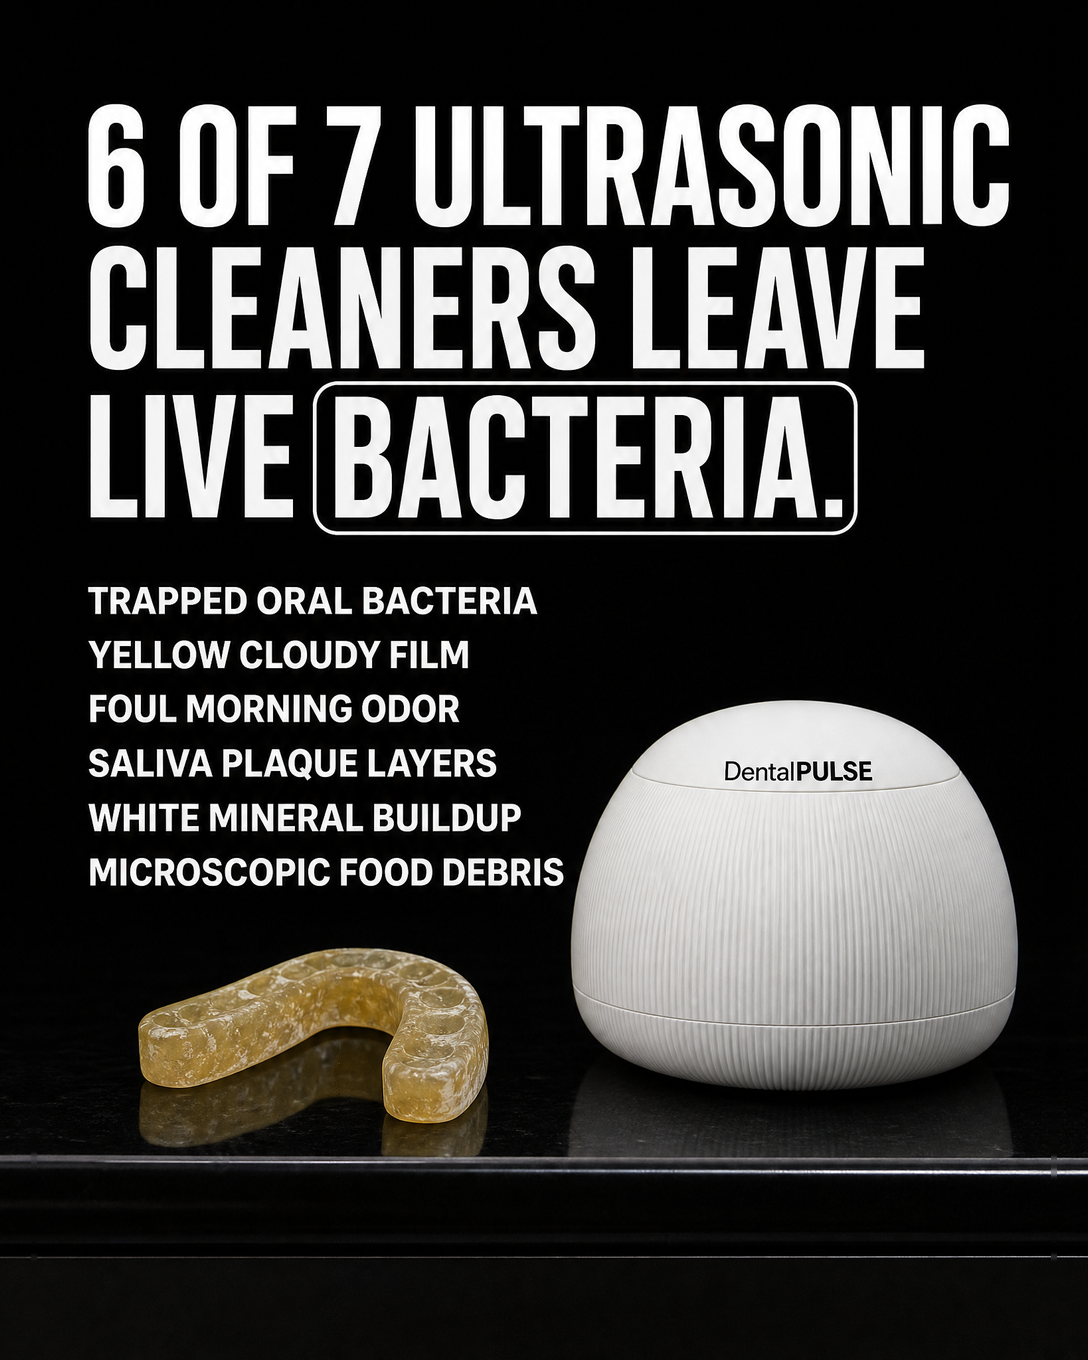 6 OF 7 ULTRASONIC
CLEANERS LEAVE
LIVE BACTERIA.
TRAPPED ORAL BACTERIA
YELLOW CLOUDY FILM
FOUL MORNING ODOR
SALIVA PLAQUE LAYERS
WHITE MINERAL BUILDUP
MICROSCOPIC FOOD DEBRIS
DentalPULSE